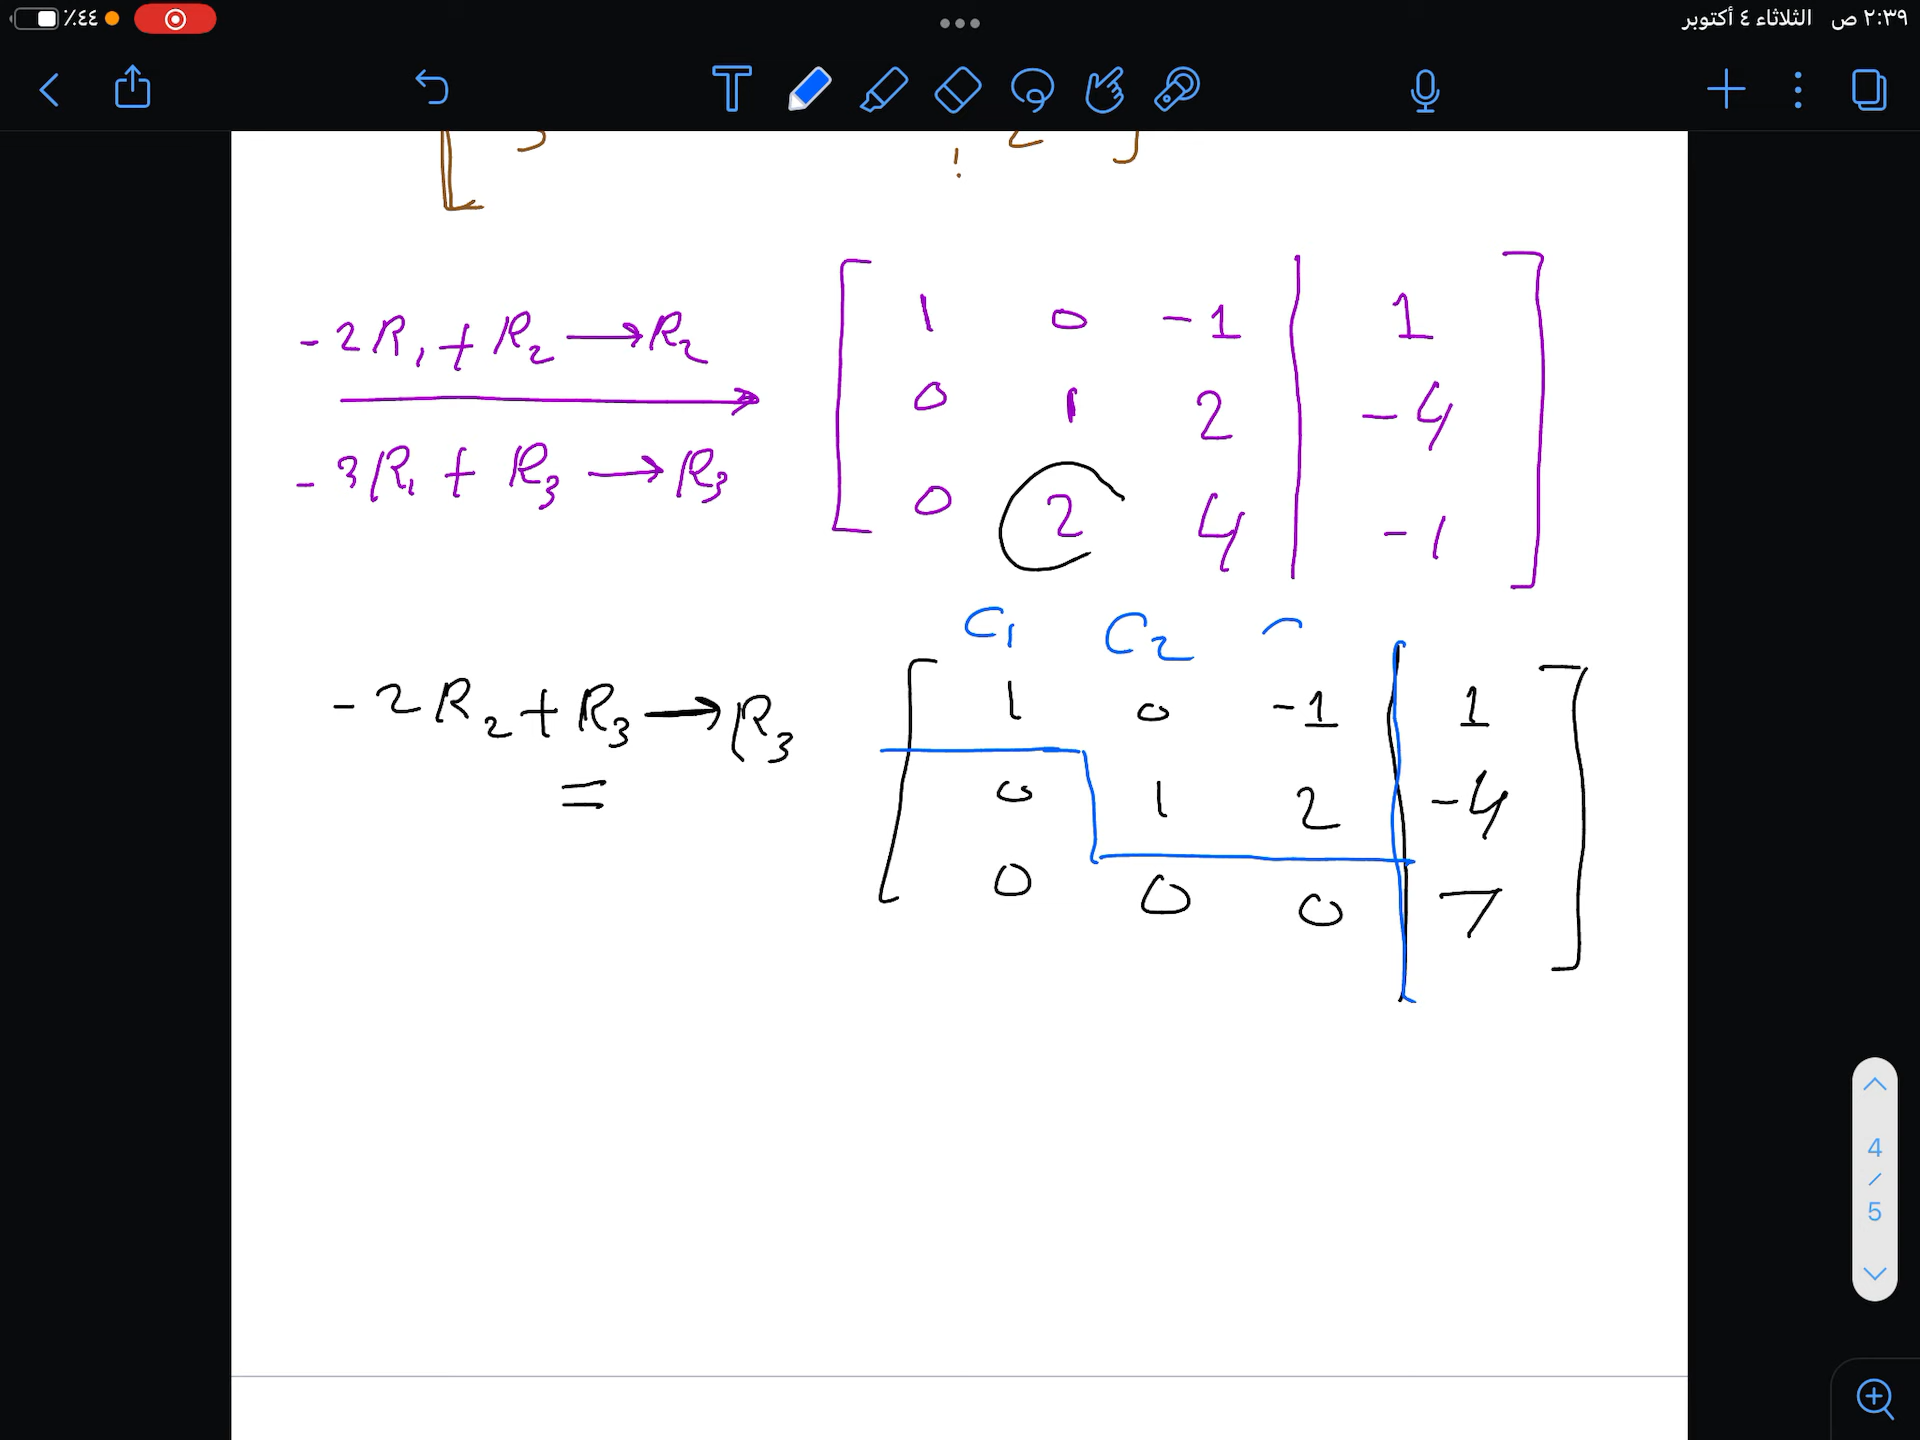 ٪٤٤ ٢:٣٩ ص الثلاثاء ٤ أكتوبر
T
-2R₁ + R₂ → R₂
-3R₁ + R₃ → R₃
1 0 -1 | 1
0 1 2 | -4
0 2 4 | -1
C₁ C₂
-2R₂ + R₃ → R₃
=
1 0 -1 | 1
0 1 2 | -4
0 0 0 | 7
4
/
5